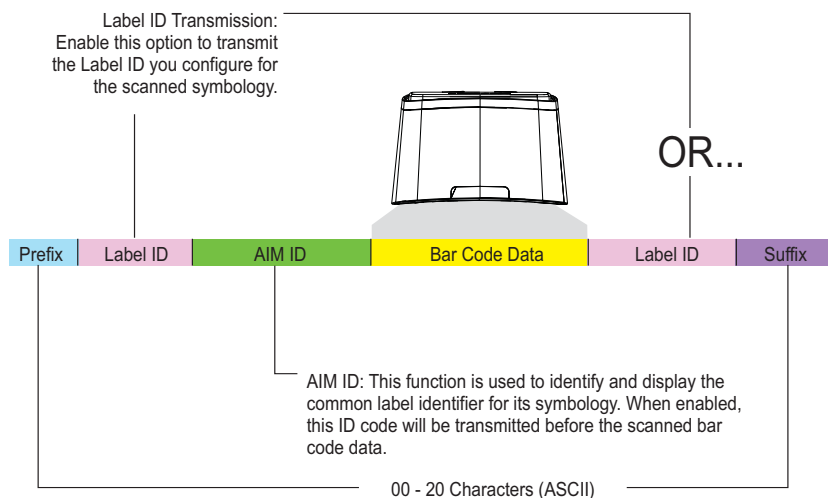 Label ID Transmission:
Enable this option to transmit
the Label ID you configure for
the scanned symbology.
OR...
Prefix Label ID AIM ID Bar Code Data Label ID Suffix
AIM ID: This function is used to identify and display the
common label identifier for its symbology. When enabled,
this ID code will be transmitted before the scanned bar
code data.
00 - 20 Characters (ASCII)